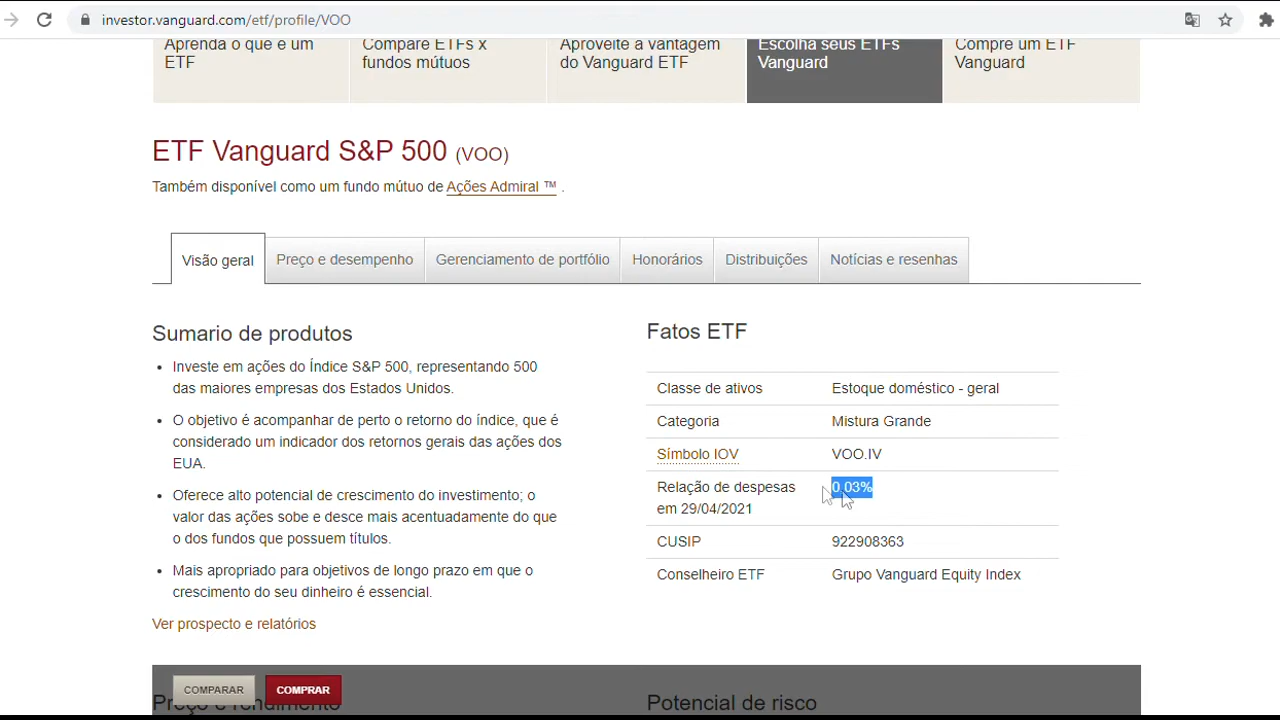 investor.vanguard.com/etf/profile/VOO
Aprenda o que é um
ETF
Compare ETFs x
fundos mútuos
Aproveite a vantagem
do Vanguard ETF
Escolha seus ETFs
Vanguard
Compre um ETF
Vanguard
ETF Vanguard S&P 500 (VOO)
Também disponível como um fundo mútuo de Ações Admiral ™ .
Visão geral
Preço e desempenho
Gerenciamento de portfólio
Honorários
Distribuições
Notícias e resenhas
Sumario de produtos
• Investe em ações do Índice S&P 500, representando 500
das maiores empresas dos Estados Unidos.
• O objetivo é acompanhar de perto o retorno do índice, que é
considerado um indicador dos retornos gerais das ações dos
EUA.
• Oferece alto potencial de crescimento do investimento; o
valor das ações sobe e desce mais acentuadamente do que
o dos fundos que possuem títulos.
• Mais apropriado para objetivos de longo prazo em que o
crescimento do seu dinheiro é essencial.
Ver prospecto e relatórios
Fatos ETF
Classe de ativos Estoque doméstico - geral
Categoria Mistura Grande
Símbolo IOV VOO.IV
Relação de despesas 0,03%
em 29/04/2021
CUSIP 922908363
Conselheiro ETF Grupo Vanguard Equity Index
COMPARAR
COMPRAR
Preço e rendimento
Potencial de risco